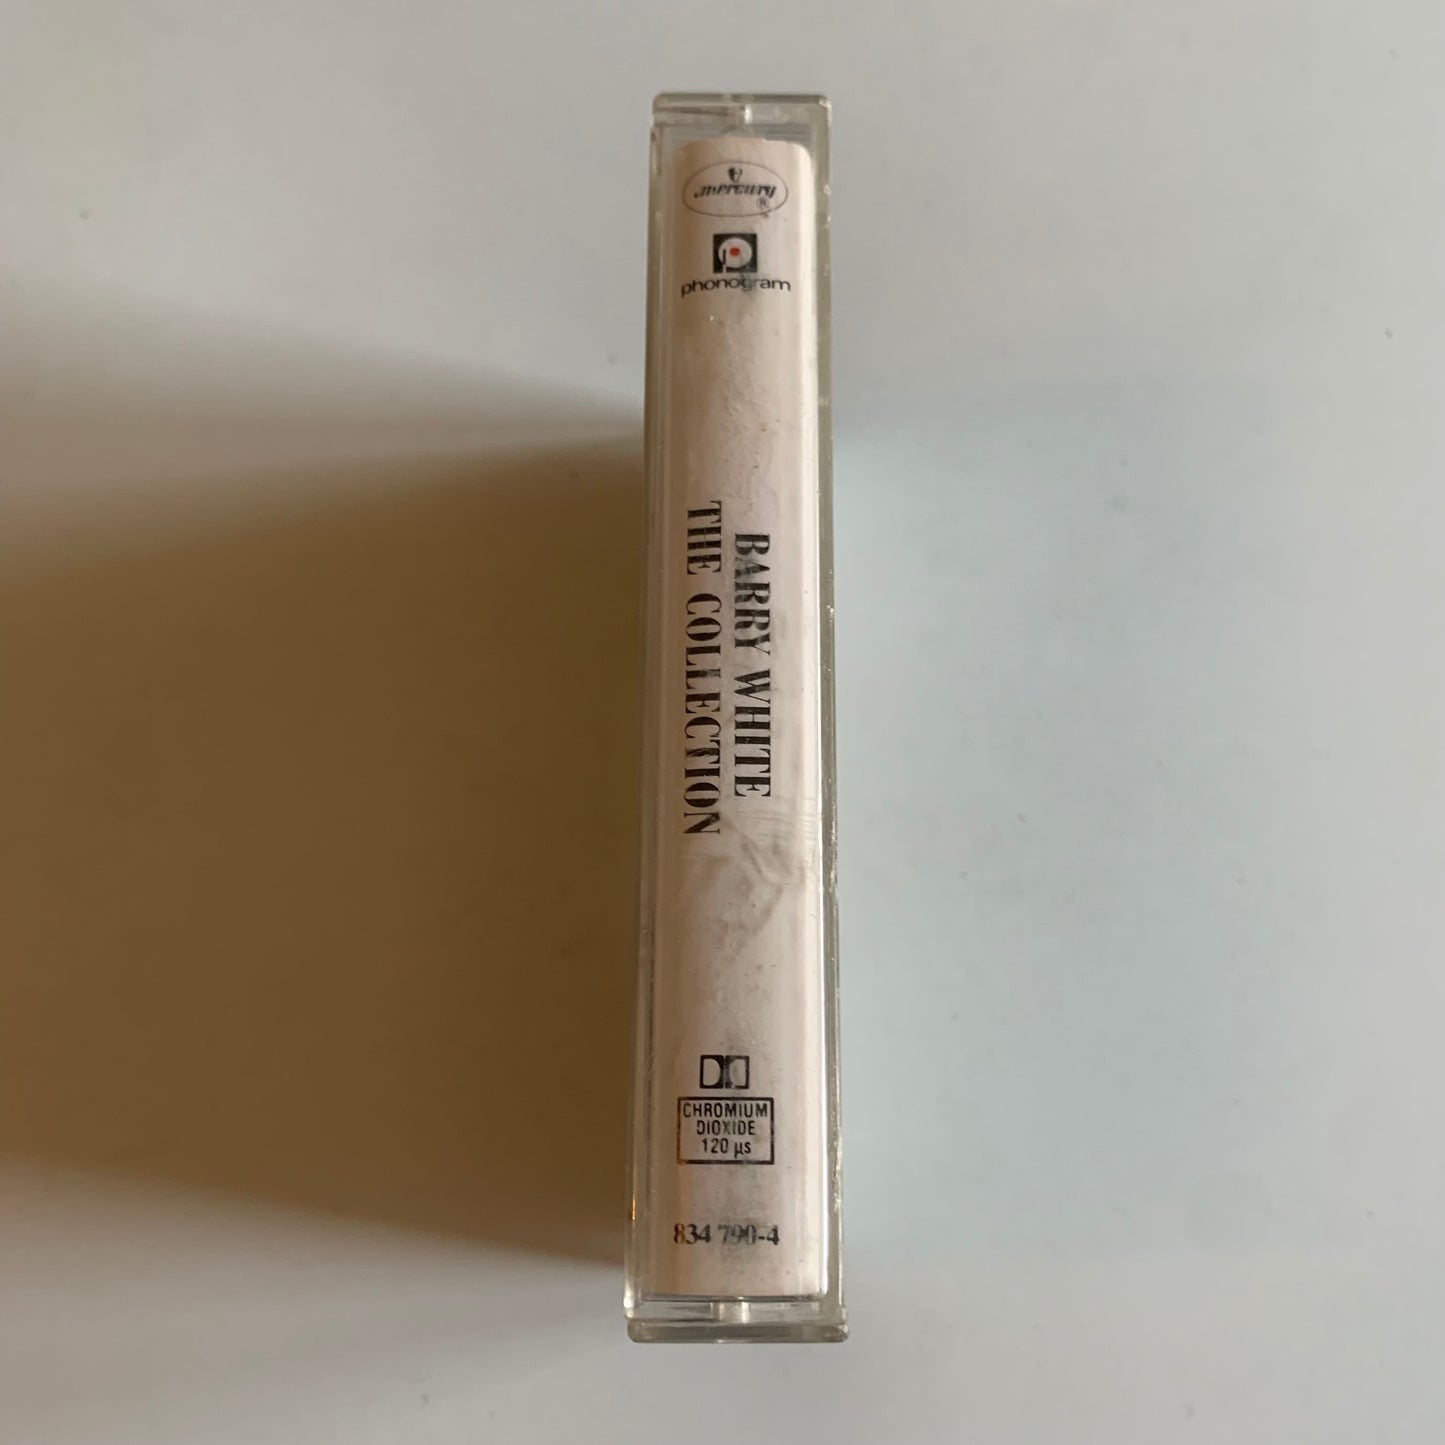 mercury
®
phonogram
BARRY WHITE
THE COLLECTION
CHROMIUM
DIOXIDE
120 µs
834 790-4